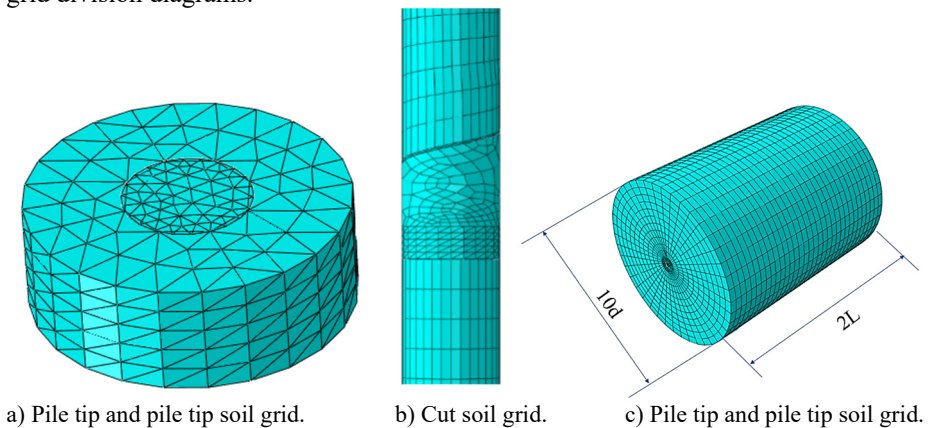 grid division diagrams.
10d
2L
a) Pile tip and pile tip soil grid.
b) Cut soil grid.
c) Pile tip and pile tip soil grid.